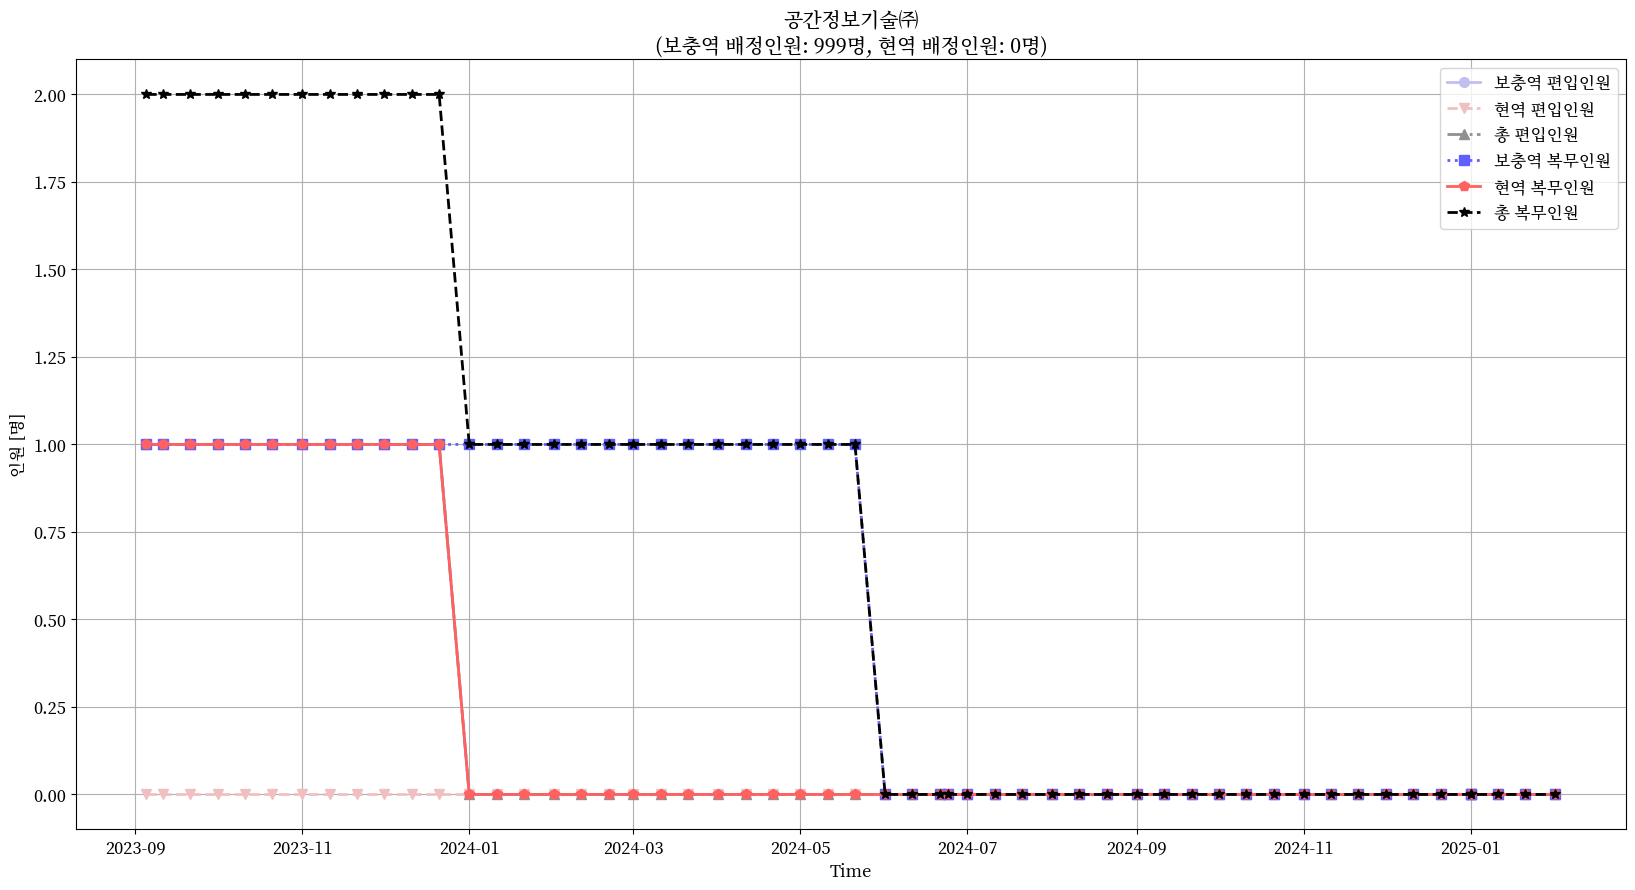 공간정보기술㈜
(보충역 배정인원: 999명, 현역 배정인원: 0명)
보충역 편입인원
현역 편입인원
총 편입인원
보충역 복무인원
현역 복무인원
총 복무인원
2.00
1.75
1.50
1.25
1.00
0.75
0.50
0.25
0.00
인원 [명]
2023-09
2023-11
2024-01
2024-03
2024-05
2024-07
2024-09
2024-11
2025-01
Time